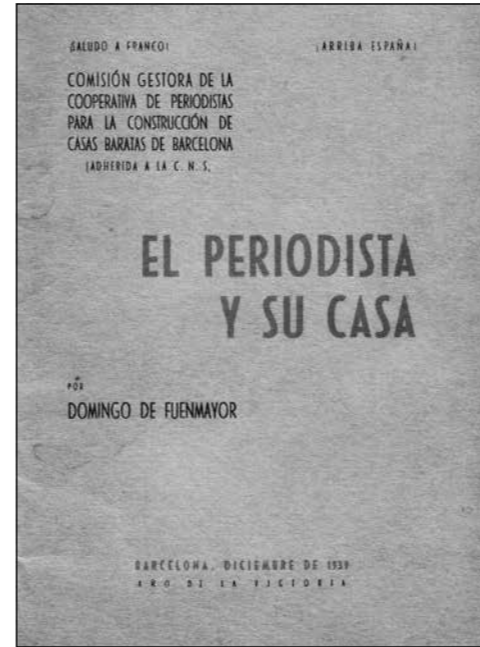 ¡SALUDO A FRANCO! ¡ARRIBA ESPAÑA!
COMISIÓN GESTORA DE LA
COOPERATIVA DE PERIODISTAS
PARA LA CONSTRUCCIÓN DE
CASAS BARATAS DE BARCELONA
(ADHERIDA A LA C. N. S.
EL PERIODISTA
Y SU CASA
POR
DOMINGO DE FUENMAYOR
BARCELONA, DICIEMBRE DE 1939
AÑO DE LA VICTORIA